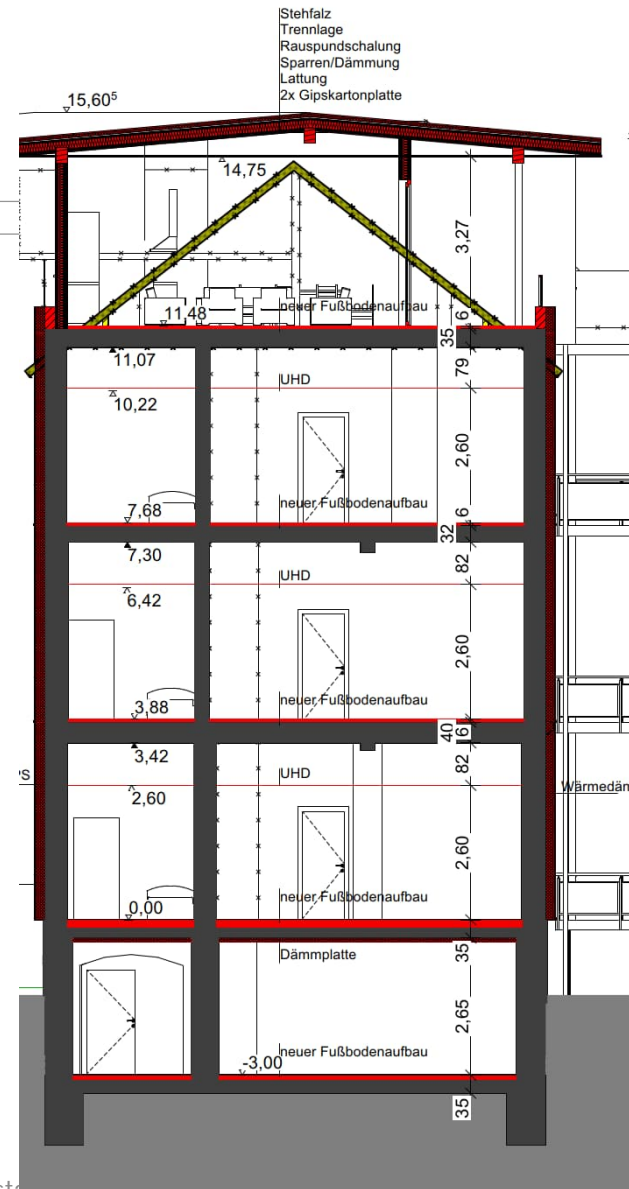 Stehfalz
Trennlage
Rauspundschalung
Sparren/Dämmung
Lattung
2x Gipskartonplatte
15,60⁵
14,75
3,27
neuer Fußbodenaufbau
6
11,48
35
11,07
79
UHD
10,22
2,60
7,68
neuer Fußbodenaufbau
6
32
7,30
82
UHD
6,42
2,60
3,88
neuer Fußbodenaufbau
40
6
3,42
82
UHD
2,60
Wärmedäm
2,60
0,00
neuer Fußbodenaufbau
Dämmplatte
35
2,65
neuer Fußbodenaufbau
-3,00
35